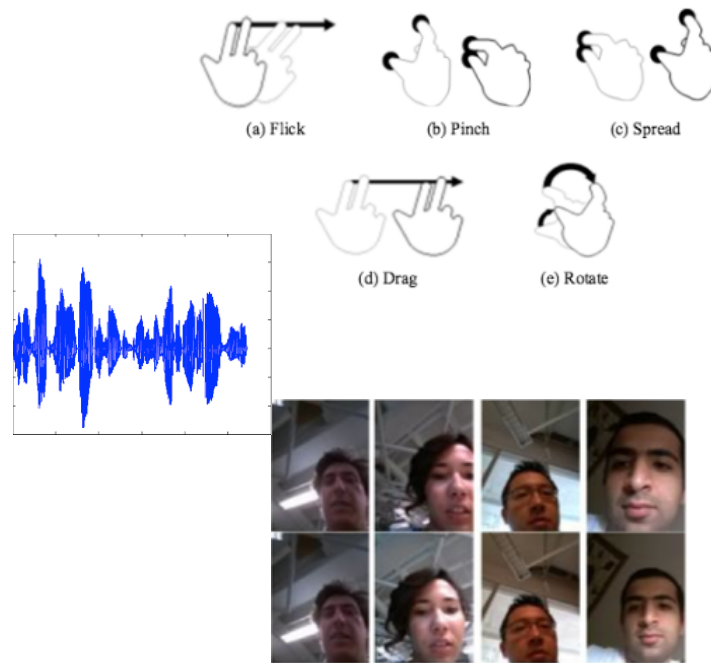 (a) Flick
(b) Pinch
(c) Spread
(d) Drag
(e) Rotate